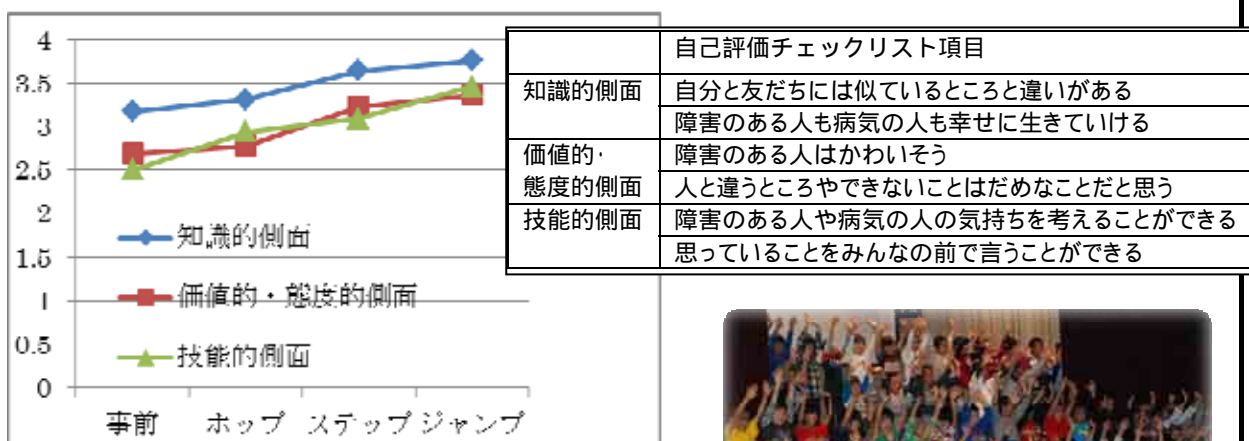 4
3.5
3
2.5
2
1.5
1
0.5
0
知識的側面
価値的・態度的側面
技能的側面
事前 ホップ ステップ ジャンプ
自己評価チェックリスト項目
知識的側面 自分と友だちには似ているところと違いがある
障害のある人も病気の人も幸せに生きていける
価値的・ 障害のある人はかわいそう
態度的側面 人と違うところやできないことはだめなことだと思う
技能的側面 障害のある人や病気の人の気持ちを考えることができる
思っていることをみんなの前で言うことができる